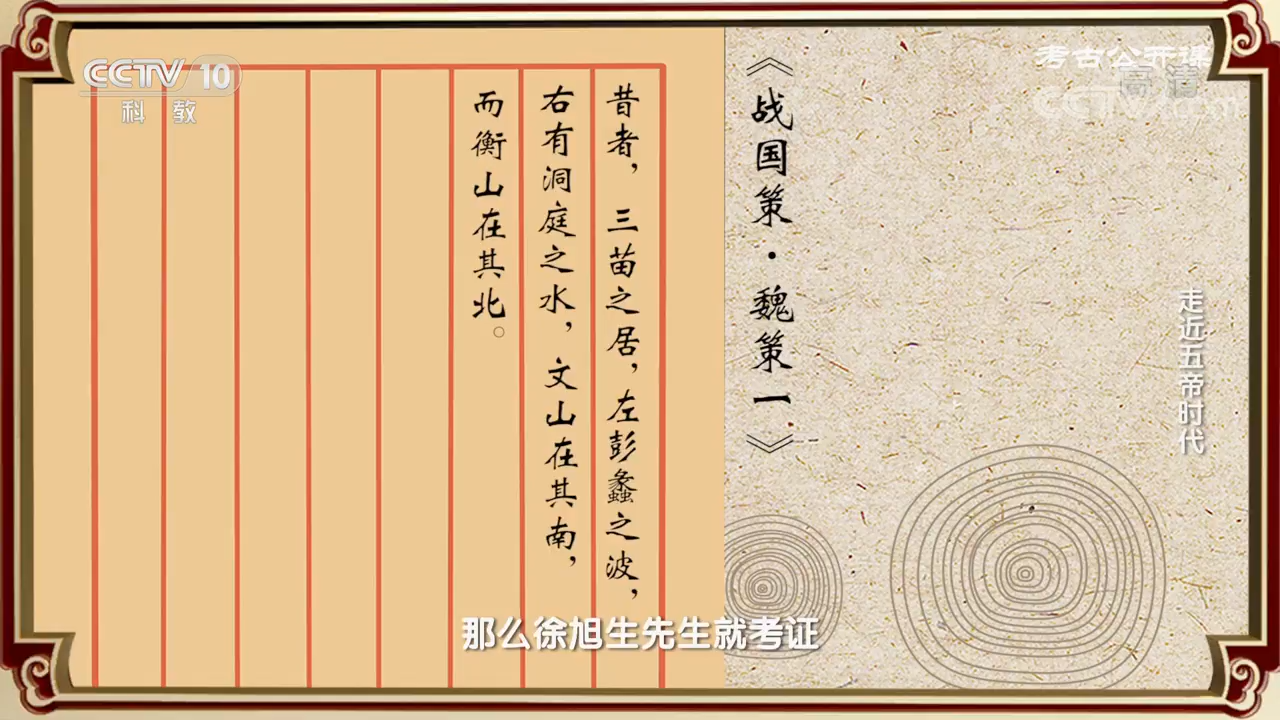 CCTV 10
科教
考古公开课
高清
《战国策·魏策一》
昔者，三苗之居，左彭蠡之波，
右有洞庭之水，文山在其南，
而衡山在其北。
走近五帝时代
那么徐旭生先生就考证